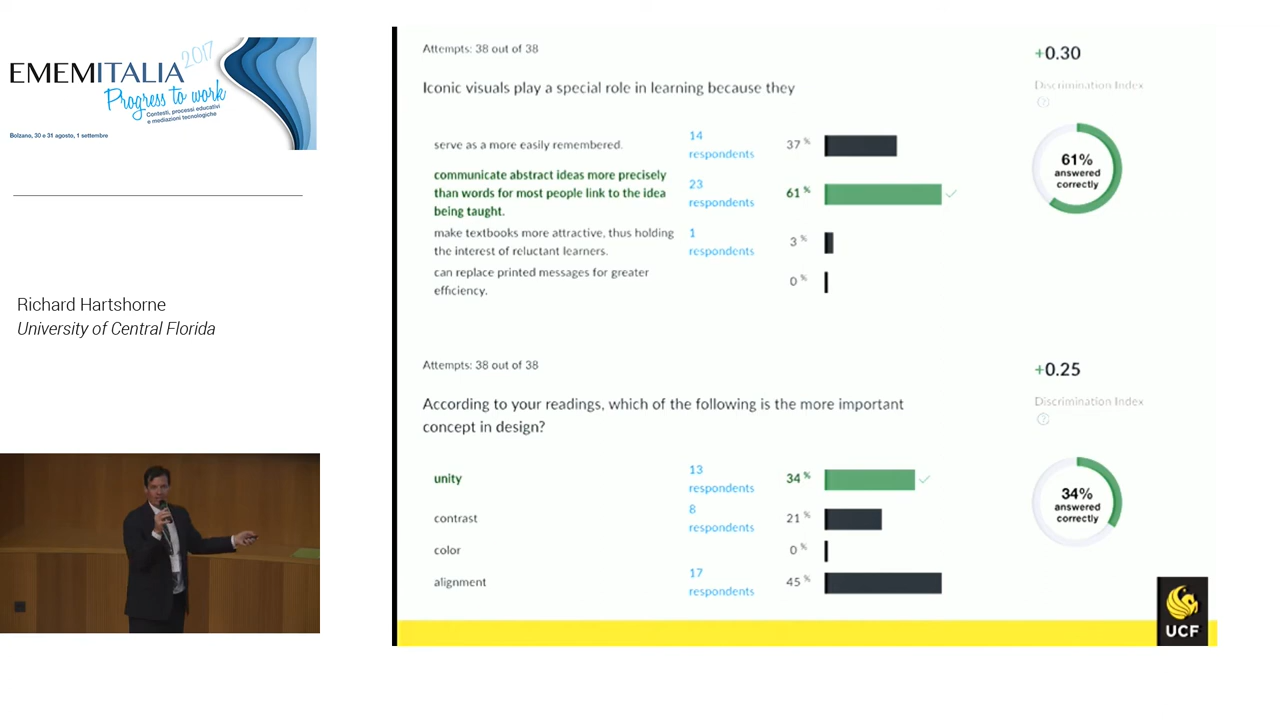 EMEMITALIA 2017
Progress to work
Contesti, processi educativi
e mediazioni tecnologiche
Bolzano, 30 e 31 agosto, 1 settembre
Richard Hartshorne
University of Central Florida
Attempts: 38 out of 38
Iconic visuals play a special role in learning because they
serve as a more easily remembered. 14 respondents 37 %
communicate abstract ideas more precisely
than words for most people link to the idea
being taught.
23 respondents 61 %
make textbooks more attractive, thus holding
the interest of reluctant learners.
1 respondents 3 %
can replace printed messages for greater
efficiency.
0 %
+0.30
Discrimination Index
61%
answered
correctly
Attempts: 38 out of 38
According to your readings, which of the following is the more important
concept in design?
unity 13 respondents 34 %
contrast 8 respondents 21 %
color 0 %
alignment 17 respondents 45 %
+0.25
Discrimination Index
34%
answered
correctly
UCF